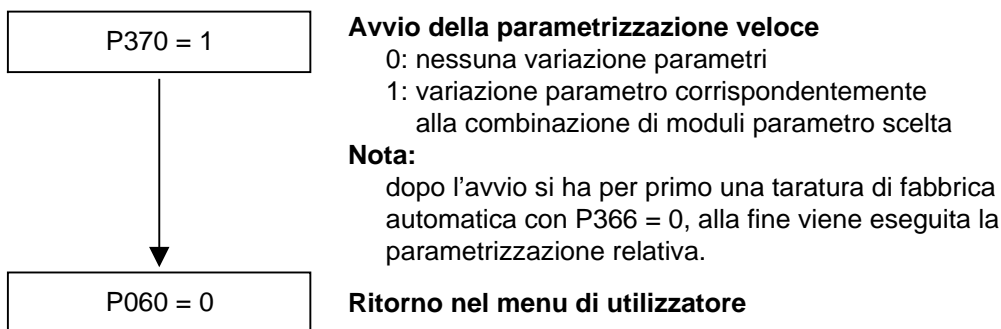 P370 = 1
Avvio della parametrizzazione veloce
0: nessuna variazione parametri
1: variazione parametro corrispondentemente
alla combinazione di moduli parametro scelta
Nota:
dopo l'avvio si ha per primo una taratura di fabbrica
automatica con P366 = 0, alla fine viene eseguita la
parametrizzazione relativa.
P060 = 0
Ritorno nel menu di utilizzatore